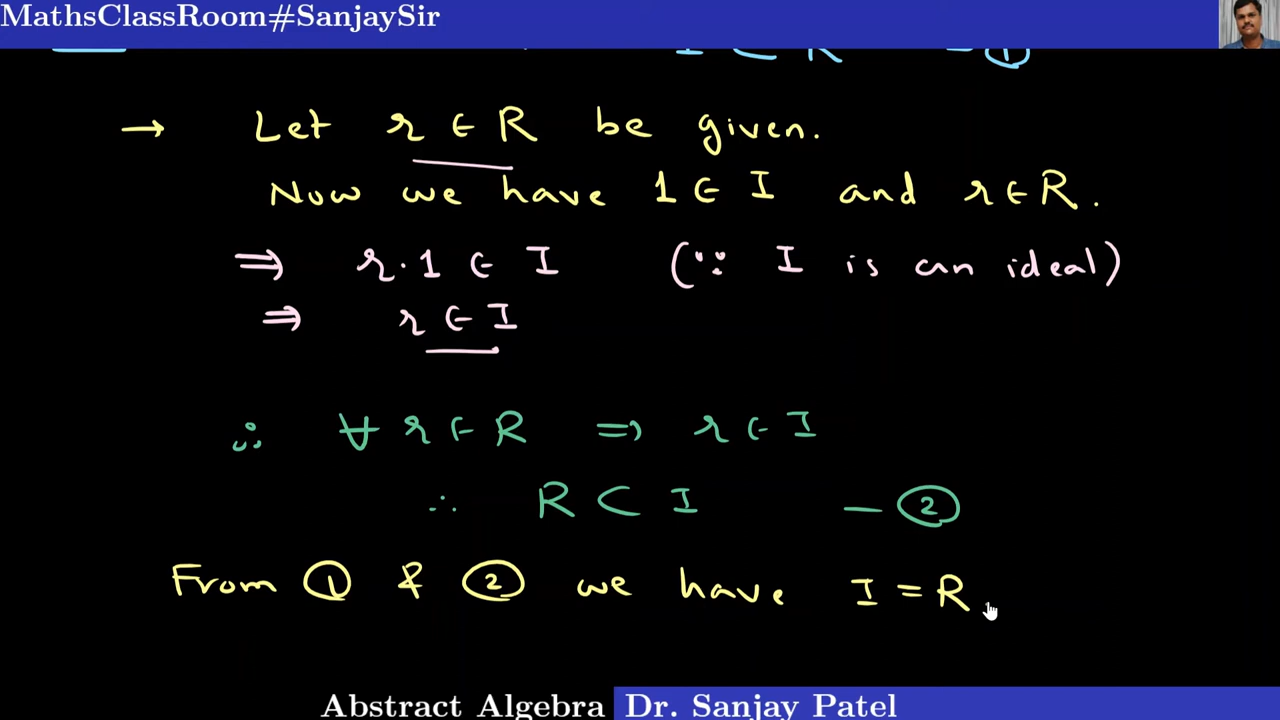 MathsClassRoom#SanjaySir
I ⊂ R — ①
→ Let r ∈ R be given.
Now we have 1 ∈ I and r ∈ R.
⇒ r·1 ∈ I (∵ I is an ideal)
⇒ r ∈ I
∴ ∀ r ∈ R ⇒ r ∈ I
∴ R ⊂ I — ②
From ① & ② we have I = R.
Abstract Algebra Dr. Sanjay Patel